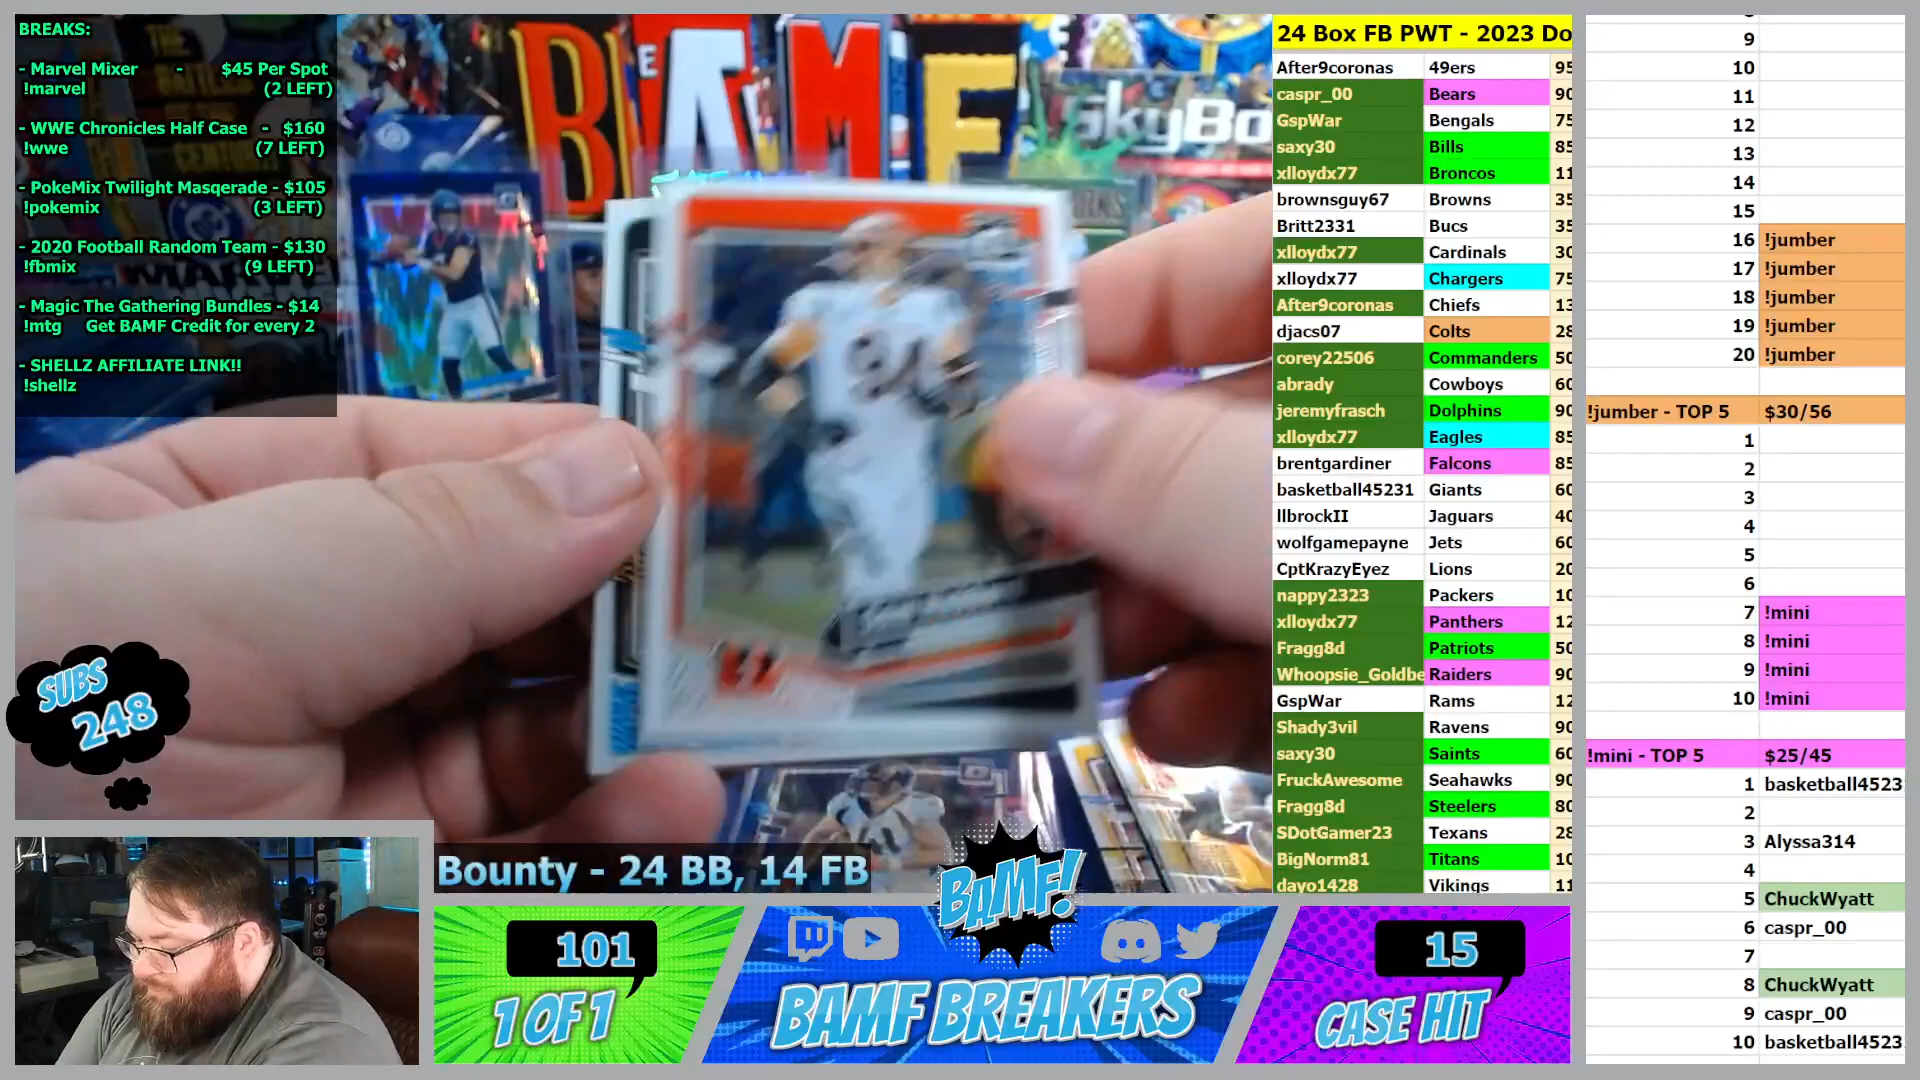 BREAKS:
- Marvel Mixer - $45 Per Spot
!marvel (2 LEFT)
- WWE Chronicles Half Case - $160
!wwe (7 LEFT)
- PokeMix Twilight Masqerade - $105
!pokemix (3 LEFT)
- 2020 Football Random Team - $130
!fbmix (9 LEFT)
- Magic The Gathering Bundles - $14
!mtg Get BAMF Credit for every 2
- SHELLZ AFFILIATE LINK!!
!shellz
BAMF
SUBS
248
Bounty - 24 BB, 14 FB
101
1 OF 1
BAMF!
BAMF BREAKERS
15
CASE HIT
24 Box FB PWT - 2023 Do
After9coronas 49ers 95
caspr_00 Bears 90
GspWar Bengals 75
saxy30 Bills 85
xlloydx77 Broncos 11
brownsguy67 Browns 35
Britt2331 Bucs 35
xlloydx77 Cardinals 30
xlloydx77 Chargers 75
After9coronas Chiefs 13
djacs07 Colts 28
corey22506 Commanders 50
abrady Cowboys 60
jeremyfrasch Dolphins 90
xlloydx77 Eagles 85
brentgardiner Falcons 85
basketball45231 Giants 60
llbrockII Jaguars 40
wolfgamepayne Jets 60
CptKrazyEyez Lions 20
nappy2323 Packers 10
xlloydx77 Panthers 12
Fragg8d Patriots 50
Whoopsie_Goldbe Raiders 90
GspWar Rams 12
Shady3vil Ravens 90
saxy30 Saints 60
FruckAwesome Seahawks 90
Fragg8d Steelers 80
SDotGamer23 Texans 28
BigNorm81 Titans 10
dayo1428 Vikings 11
9
10
11
12
13
14
15
16 !jumber
17 !jumber
18 !jumber
19 !jumber
20 !jumber
!jumber - TOP 5 $30/56
1
2
3
4
5
6
7 !mini
8 !mini
9 !mini
10 !mini
!mini - TOP 5 $25/45
1 basketball4523
2
3 Alyssa314
4
5 ChuckWyatt
6 caspr_00
7
8 ChuckWyatt
9 caspr_00
10 basketball4523